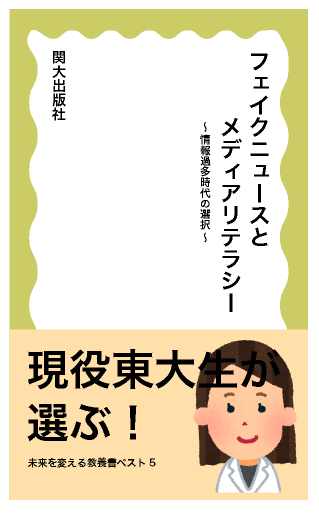 フェイクニュースと
メディアリテラシー
～情報過多時代の選択～
関大出版社
現役東大生が
選ぶ！
未来を変える教養書ベスト5